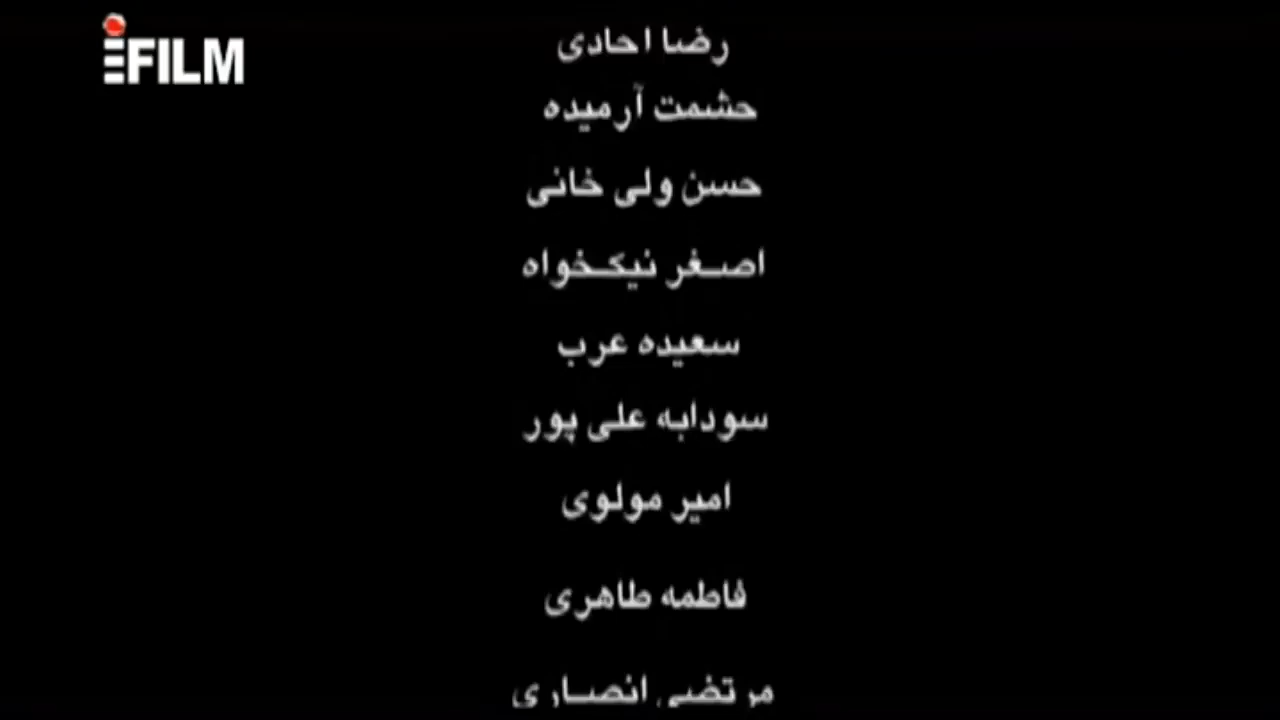 iFILM
رضا احادی
حشمت آرمیده
حسن ولی خانی
اصغر نیکخواه
سعیده عرب
سودابه علی پور
امیر مولوی
فاطمه طاهری
مرتضی انصاری